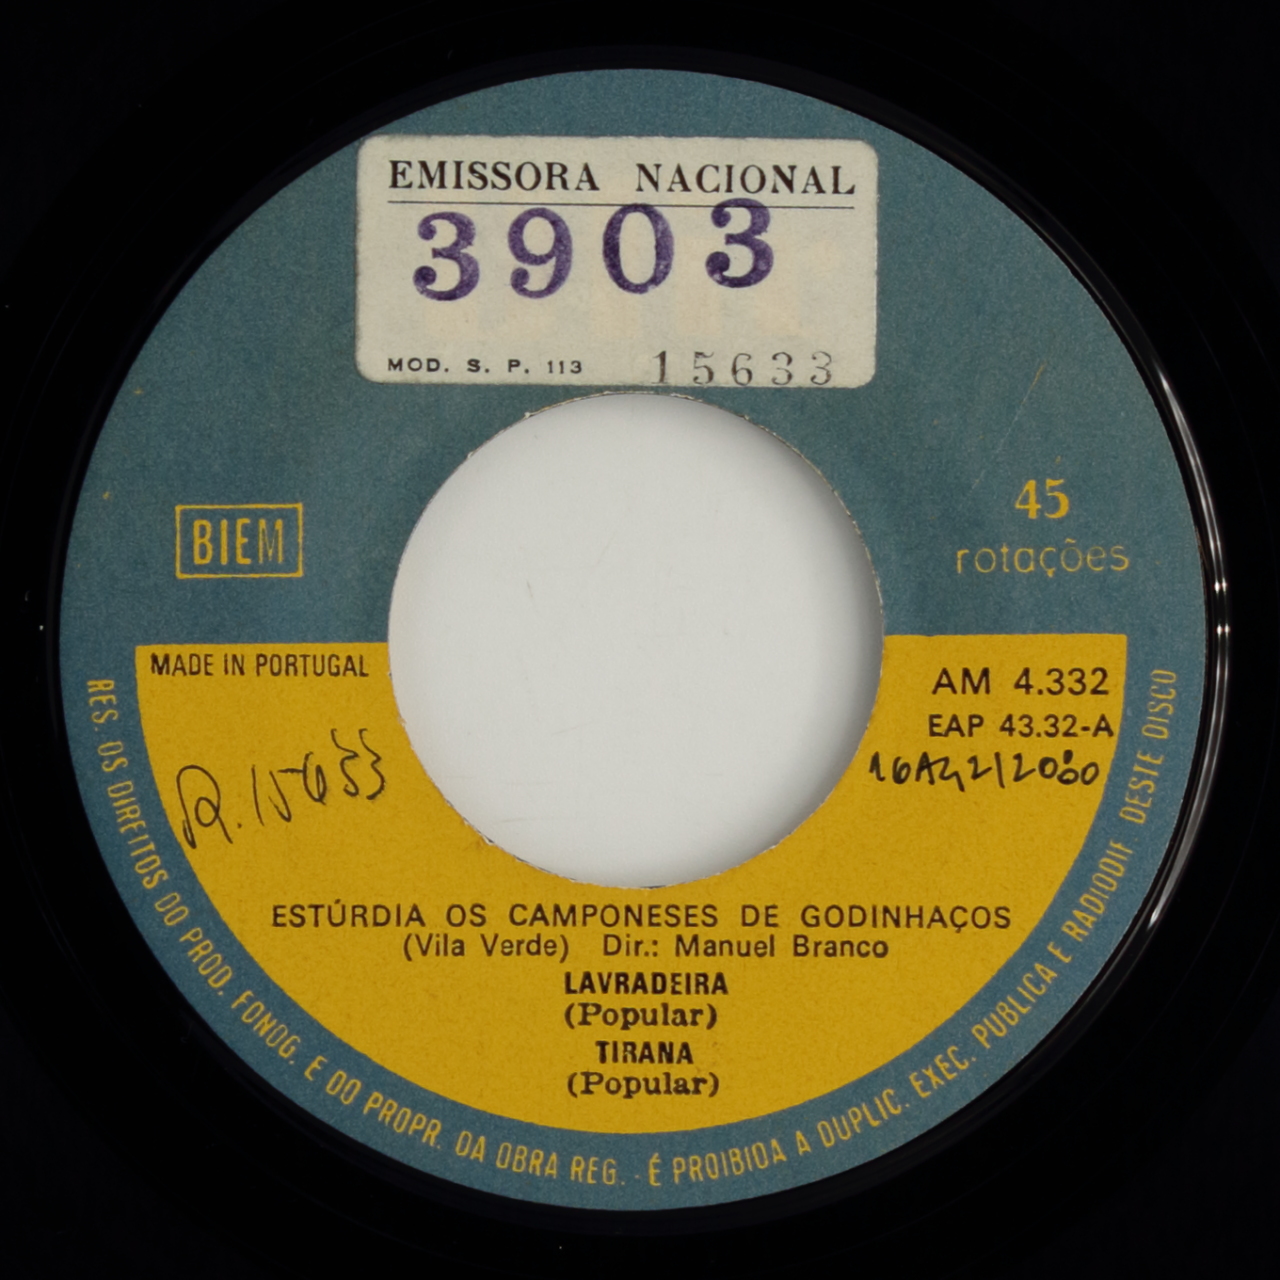 EMISSORA NACIONAL
3903
MOD. S. P. 113 15633
BIEM
45
rotações
MADE IN PORTUGAL
AM 4.332
EAP 43.32-A
R. 15633
ESTÚRDIA OS CAMPONESES DE GODINHAÇOS
(Vila Verde) Dir.: Manuel Branco
LAVRADEIRA
(Popular)
TIRANA
(Popular)
RES. OS DIREITOS DO PROD. FONOG. E DO PROPR. DA OBRA REG. - É PROIBIDA A DUPLIC. EXEC. PUBLICA E RADIODIF DESTE DISCO